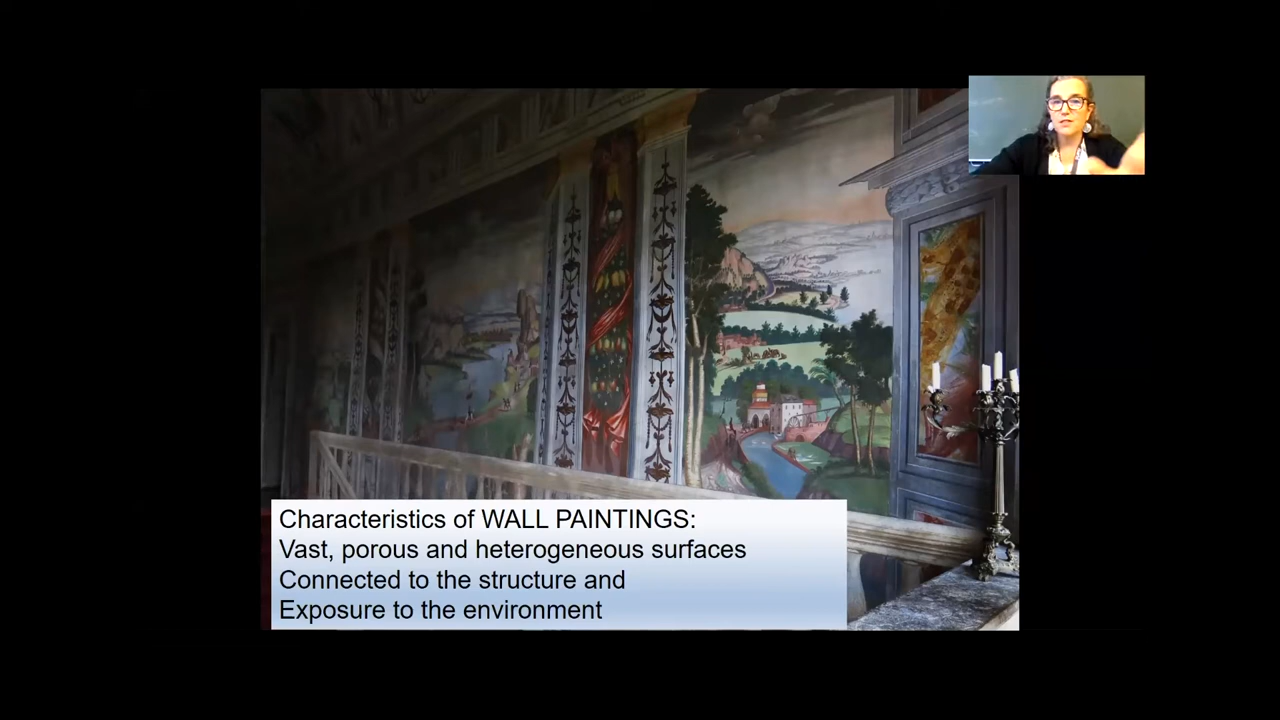 Characteristics of WALL PAINTINGS:
Vast, porous and heterogeneous surfaces
Connected to the structure and
Exposure to the environment